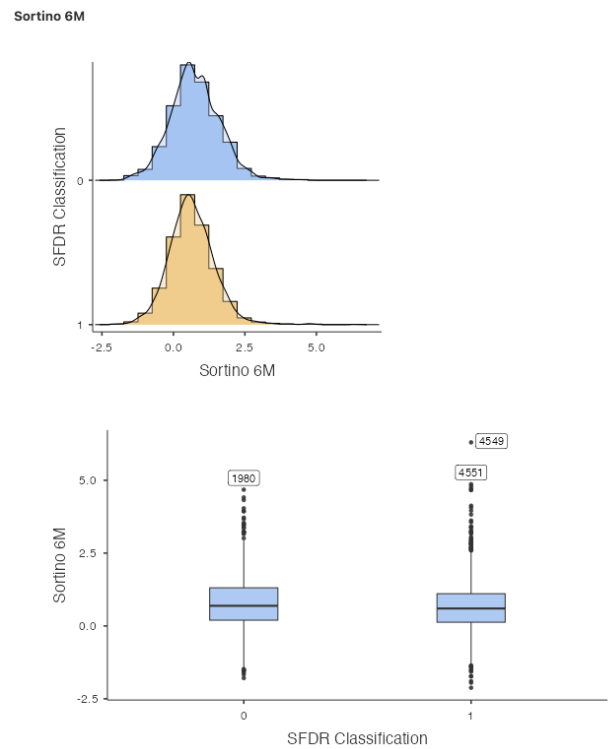 Sortino 6M
SFDR Classification
0
1
-2.5 0.0 2.5 5.0
Sortino 6M
Sortino 6M
5.0
2.5
0.0
-2.5
1980
4549
4551
0 1
SFDR Classification